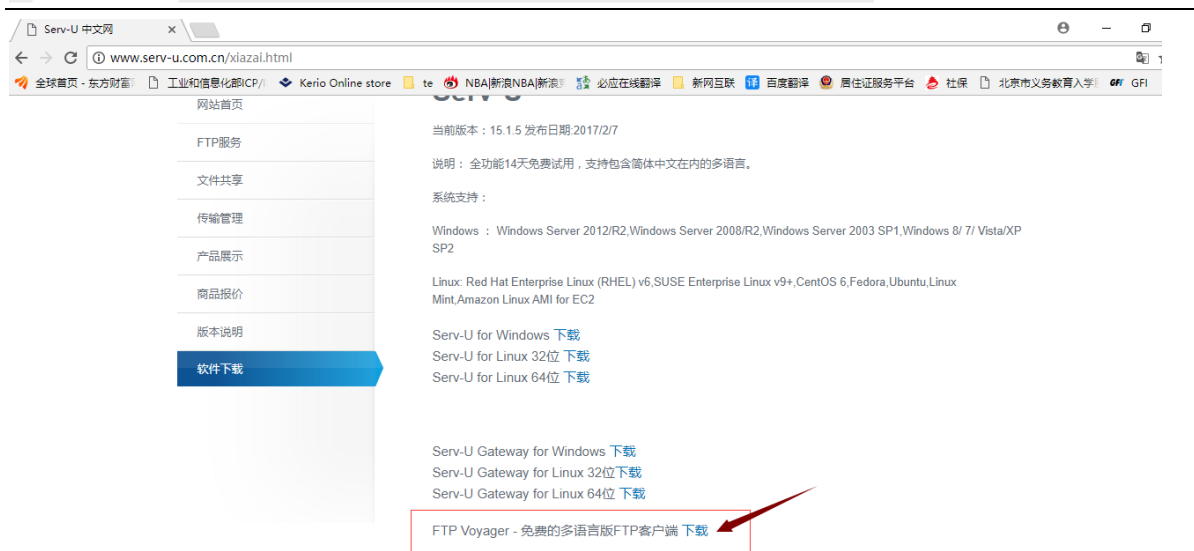 Serv-U 中文网
www.serv-u.com.cn/xiazai.html
全球首页 - 东方财富 工业和信息化部ICP/I Kerio Online store te NBA|新浪NBA|新浪 必应在线翻译 新网互联 译 百度翻译 居住证服务平台 社保 北京市义务教育入学 GFI GFI
网站首页
FTP服务
文件共享
传输管理
产品展示
商品报价
版本说明
软件下载
Serv-U
当前版本：15.1.5 发布日期:2017/2/7
说明： 全功能14天免费试用，支持包含简体中文在内的多语言。
系统支持：
Windows ： Windows Server 2012/R2,Windows Server 2008/R2,Windows Server 2003 SP1,Windows 8/ 7/ Vista/XP
SP2
Linux: Red Hat Enterprise Linux (RHEL) v6,SUSE Enterprise Linux v9+,CentOS 6,Fedora,Ubuntu,Linux
Mint,Amazon Linux AMI for EC2
Serv-U for Windows 下载
Serv-U for Linux 32位 下载
Serv-U for Linux 64位 下载
Serv-U Gateway for Windows 下载
Serv-U Gateway for Linux 32位下载
Serv-U Gateway for Linux 64位 下载
FTP Voyager - 免费的多语言版FTP客户端 下载